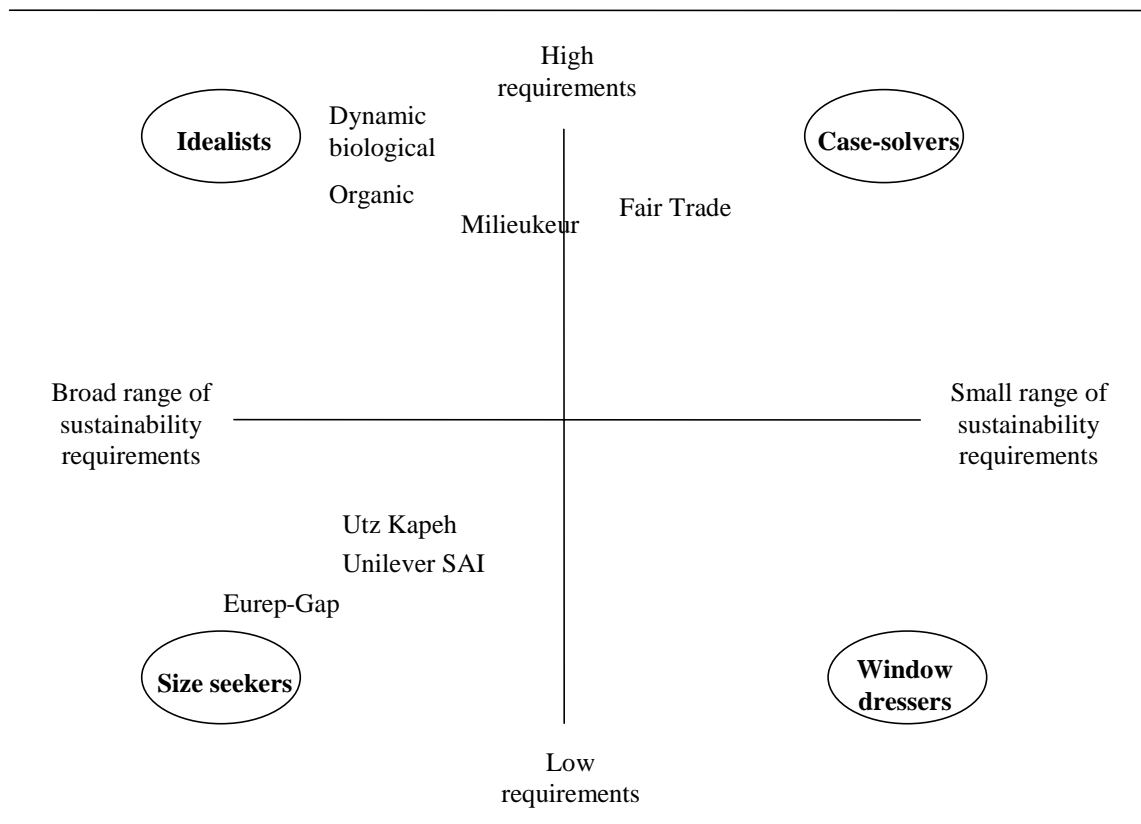 High
requirements
Idealists
Dynamic
biological
Case-solvers
Organic
Milieukeur
Fair Trade
Broad range of
sustainability
requirements
Small range of
sustainability
requirements
Utz Kapeh
Unilever SAI
Eurep-Gap
Size seekers
Window
dressers
Low
requirements